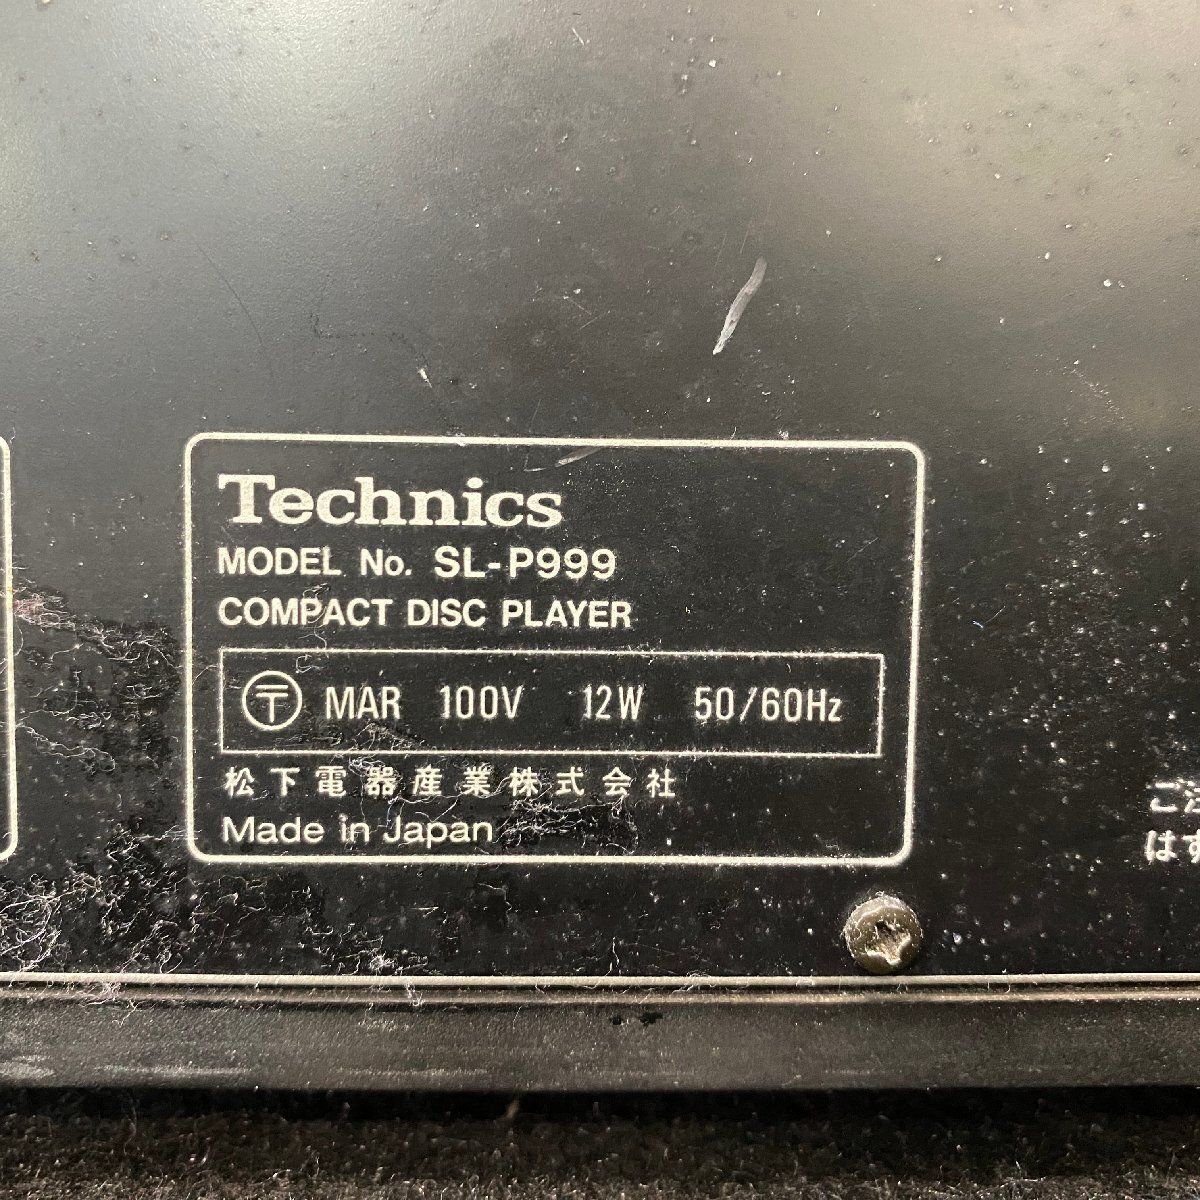 Technics
MODEL No. SL-P999
COMPACT DISC PLAYER
〒 MAR 100V 12W 50/60Hz
松下電器産業株式会社
Made in Japan
ご注
はず